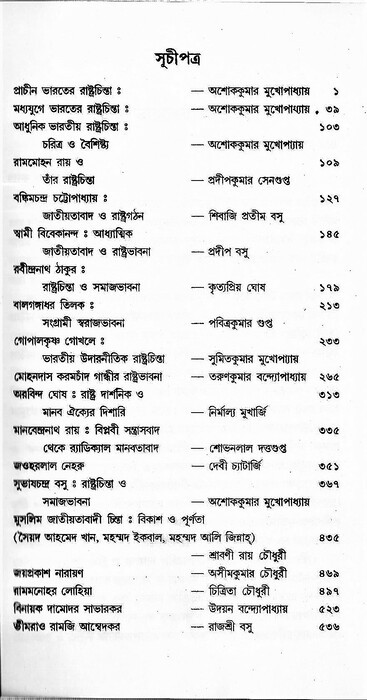 সূচীপত্র
প্রাচীন ভারতের রাষ্ট্রচিন্তা ঃ — অশোককুমার মুখোপাধ্যায় ১
মধ্যযুগে ভারতের রাষ্ট্রচিন্তা ঃ — অশোককুমার মুখোপাধ্যায় . ৩৯
আধুনিক ভারতীয় রাষ্ট্রচিন্তা ঃ ১০৩
চরিত্র ও বৈশিষ্ট্য — অশোককুমার মুখোপাধ্যায়
রামমোহন রায় ও ১০৯
তাঁর রাষ্ট্রচিন্তা — প্রদীপকুমার সেনগুপ্ত
বঙ্কিমচন্দ্র চট্টোপাধ্যায় ঃ ১২৭
জাতীয়তাবাদ ও রাষ্ট্রগঠন — শিবাজি প্রতীম বসু
স্বামী বিবেকানন্দ ঃ আধ্যাত্মিক ১৪৫
জাতীয়তাবাদ ও রাষ্ট্রভাবনা — প্রদীপ বসু
রবীন্দ্রনাথ ঠাকুর ঃ
রাষ্ট্রচিন্তা ও সমাজভাবনা — কৃত্যপ্রিয় ঘোষ ১৭৯
বালগঙ্গাধর তিলক ঃ ২১৩
সংগ্রামী স্বরাজভাবনা — পবিত্রকুমার গুপ্ত
গোপালকৃষ্ণ গোখলে ঃ ২৩৩
ভারতীয় উদারনীতিক রাষ্ট্রচিন্তা — সুমিতকুমার মুখোপাধ্যায়
মোহনদাস করমচাঁদ গান্ধীর রাষ্ট্রভাবনা — তরুণকুমার বন্দ্যোপাধ্যায় ২৬৫
অরবিন্দ ঘোষ ঃ রাষ্ট্র দার্শনিক ও ৩১৩
মানব ঐক্যের দিশারি — নির্মাল্য মুখার্জি
মানবেন্দ্রনাথ রায় ঃ বিপ্লবী সন্ত্রাসবাদ ৩৩৫
থেকে র‍্যাডিক্যাল মানবতাবাদ — শোভনলাল দত্তগুপ্ত
জওহরলাল নেহরু — দেবী চ্যাটার্জি ৩৫১
সুভাষচন্দ্র বসু ঃ রাষ্ট্রচিন্তা ও ৩৬৭
সমাজভাবনা — অশোককুমার মুখোপাধ্যায়
মুসলিম জাতীয়তাবাদী চিন্তা ঃ বিকাশ ও পূর্ণতা
(সৈয়দ আহমেদ খান, মহম্মদ ইকবাল, মহম্মদ আলি জিন্নাহ্) ৪৩৫
— শ্রাবণী রায় চৌধুরী
জয়প্রকাশ নারায়ণ — অসীমকুমার চৌধুরী ৪৬৯
রামমনোহর লোহিয়া — চিত্রিতা চৌধুরী ৪৯৭
বিনায়ক দামোদর সাভারকর — উদয়ন বন্দ্যোপাধ্যায় ৫২৩
ভীমরাও রামজি আম্বেদকর — রাজশ্রী বসু ৫৩৬